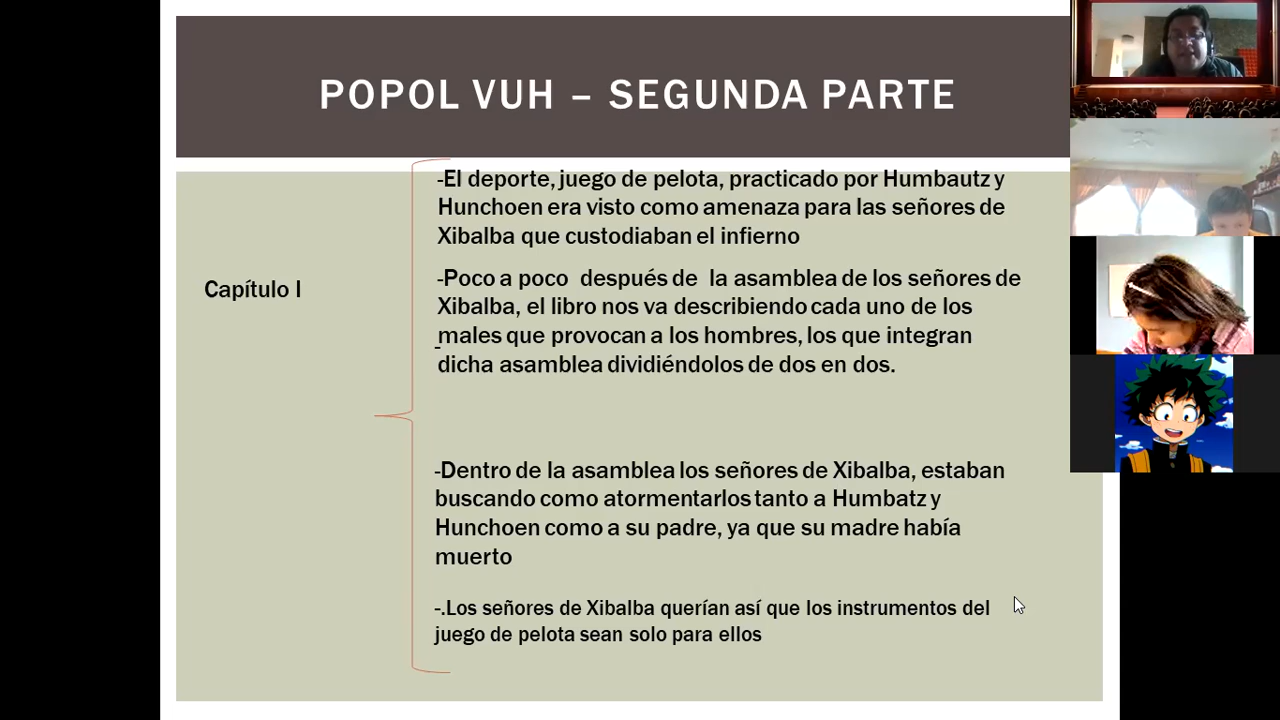 POPOL VUH – SEGUNDA PARTE
Capítulo I
-El deporte, juego de pelota, practicado por Humbautz y
Hunchoen era visto como amenaza para las señores de
Xibalba que custodiaban el infierno
-Poco a poco después de la asamblea de los señores de
Xibalba, el libro nos va describiendo cada uno de los
males que provocan a los hombres, los que integran
-
dicha asamblea dividiéndolos de dos en dos.
-Dentro de la asamblea los señores de Xibalba, estaban
buscando como atormentarlos tanto a Humbatz y
Hunchoen como a su padre, ya que su madre había
muerto
-.Los señores de Xibalba querían así que los instrumentos del
juego de pelota sean solo para ellos